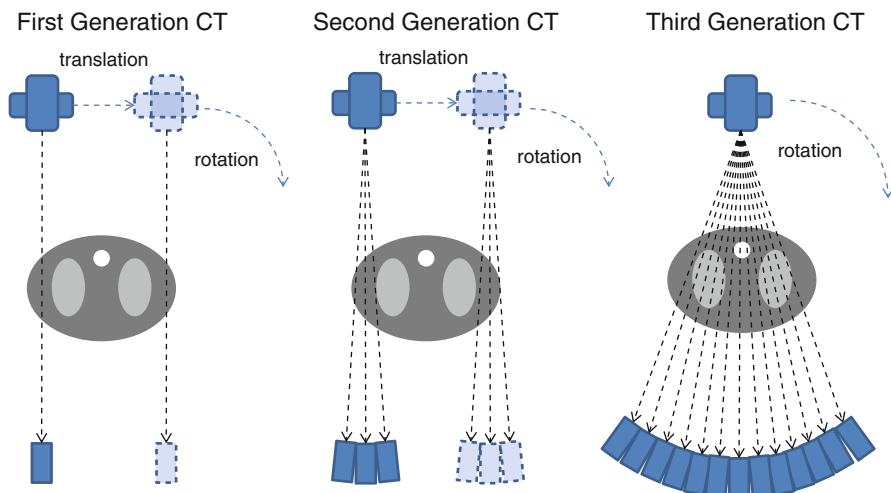 First Generation CT
translation
rotation
Second Generation CT
translation
rotation
Third Generation CT
rotation